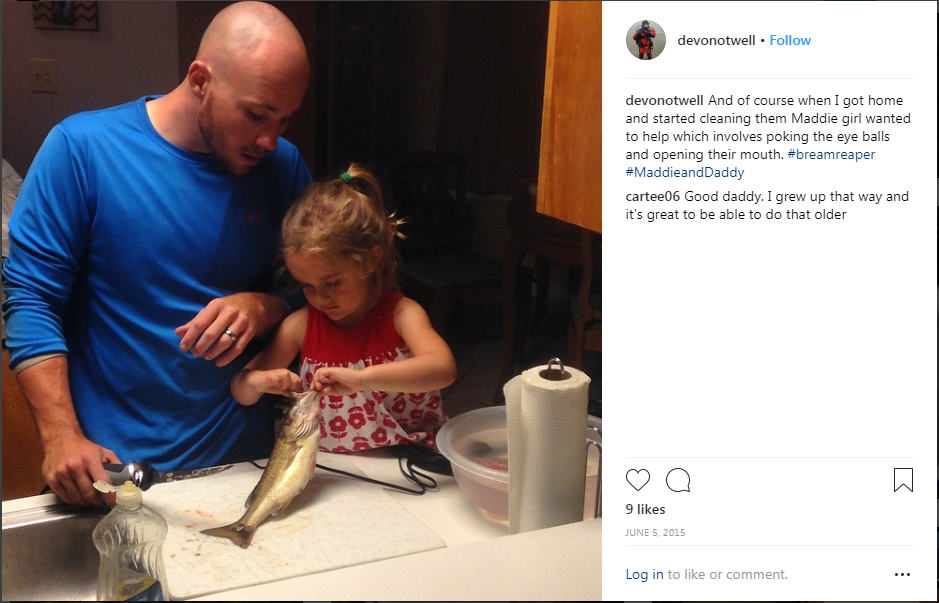 devonotwell • Follow
devonotwell And of course when I got home
and started cleaning them Maddie girl wanted
to help which involves poking the eye balls
and opening their mouth. #breamreaper
#MaddieandDaddy
cartee06 Good daddy. I grew up that way and
it's great to be able to do that older
9 likes
JUNE 5, 2015
Log in to like or comment.